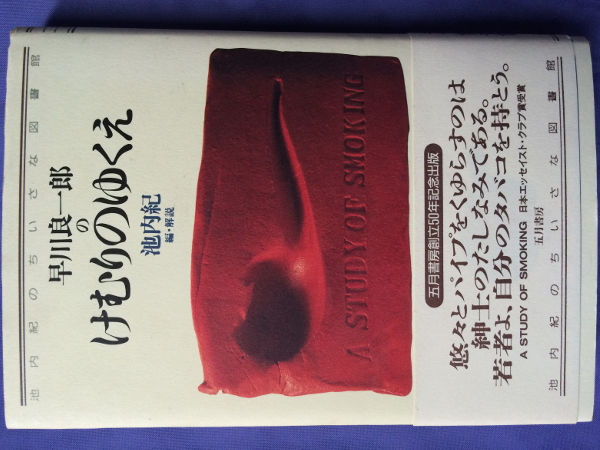 池内紀のちいさな図書館
早川良一郎
の
けむりのゆくえ
池内紀
編・解説
A STUDY OF SMOKING
五月書房創立50年記念出版
悠々とパイプをくゆらすのは
紳士のたしなみである。
若者よ、自分のタバコを持とう。
A STUDY OF SMOKING 日本エッセイスト・クラブ賞受賞
五月書房
池内紀のちいさな図書館